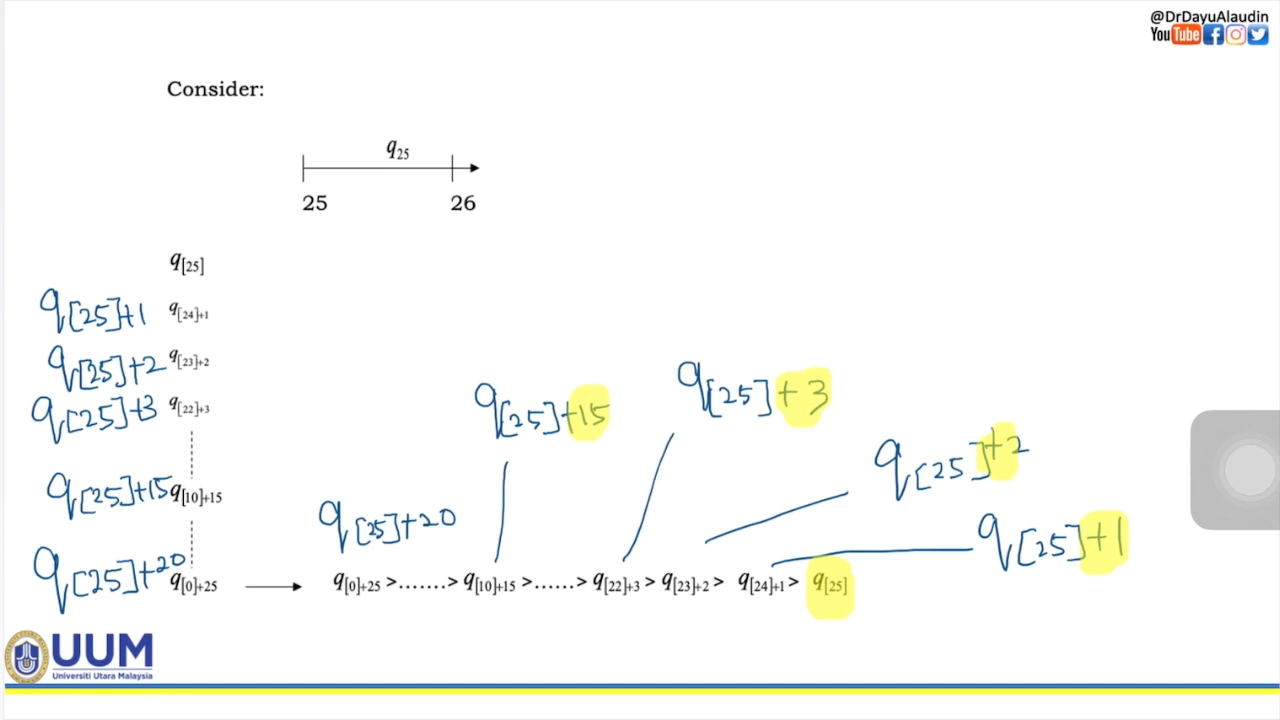 @DrDayuAlaudin
YouTube
Consider:
q25
25 26
q[25]
q[25]+1 q[24]+1
q[25]+2 q[23]+2
q[25]+3 q[22]+3
q[25]+15 q[25]+3
q[25]+2
q[25]+15 q[10]+15
q[25]+20 q[25]+1
q[25]+20 q[0]+25 q[0]+25 >.......> q[10]+15 >......> q[22]+3 > q[23]+2 > q[24]+1 > q[25]
UUM
Universiti Utara Malaysia